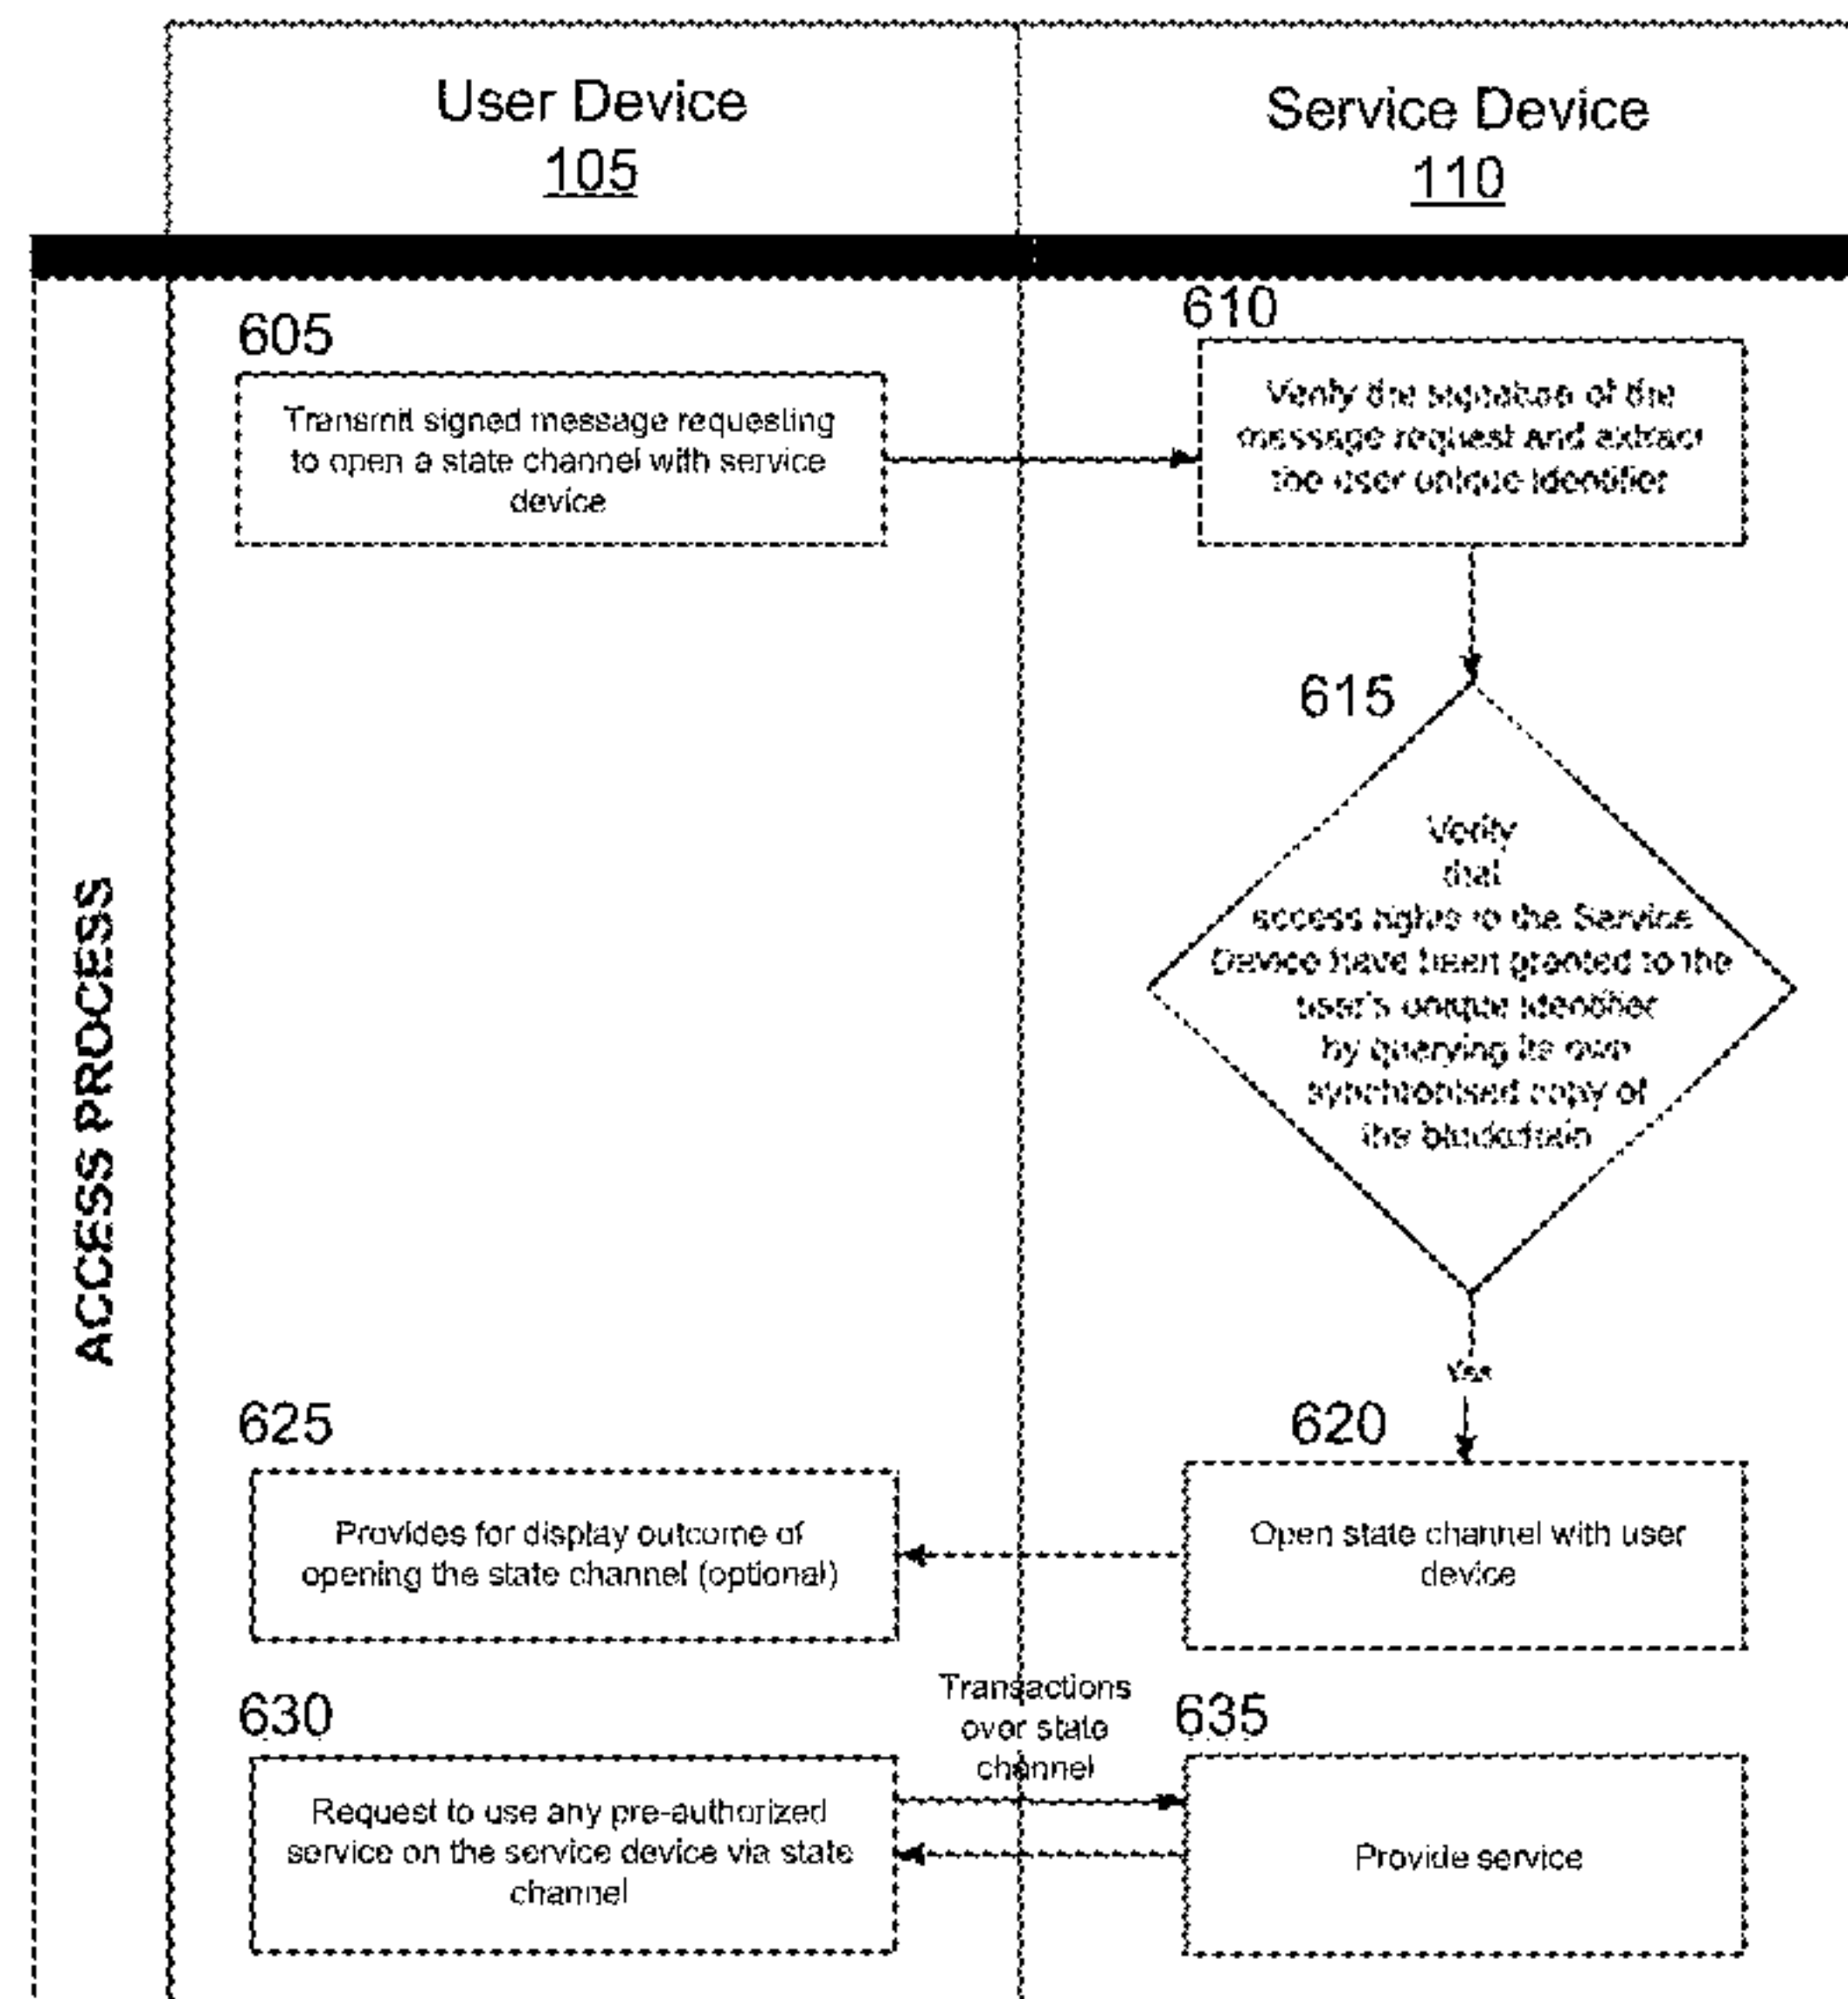 User Device
105
Service Device
110
ACCESS PROCESS
605
Transmit signed message requesting
to open a state channel with service
device
610
Verify the signation of the
message request and extract
the user unique identifier
615
Verify
that
access rights to the Service
Device have been granted to the
user's unique identifier
by querying its own
synchronised copy of
the blockchain
Yes
620
Open state channel with user
device
625
Provides for display outcome of
opening the state channel (optional)
630
Request to use any pre-authorized
service on the service device via state
channel
Transactions
over state
channel
635
Provide service